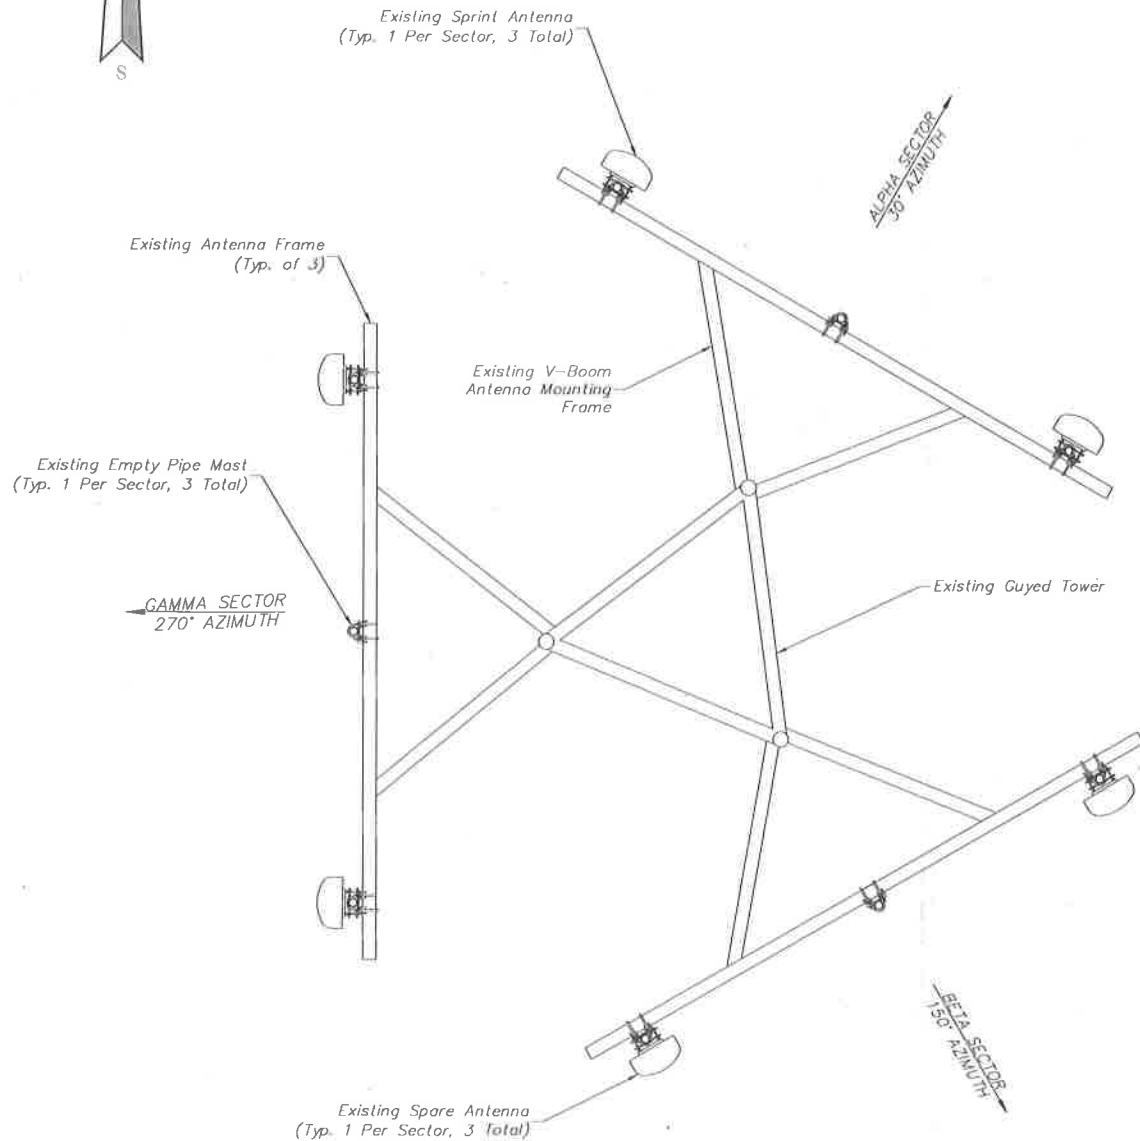 S
Existing Sprint Antenna
(Typ. 1 Per Sector, 3 Total)
ALPHA SECTOR
30° AZIMUTH
Existing Antenna Frame
(Typ. of 3)
Existing V-Boom
Antenna Mounting
Frame
Existing Empty Pipe Mast
(Typ. 1 Per Sector, 3 Total)
GAMMA SECTOR
270° AZIMUTH
Existing Guyed Tower
BETA SECTOR
150° AZIMUTH
Existing Spare Antenna
(Typ. 1 Per Sector, 3 Total)